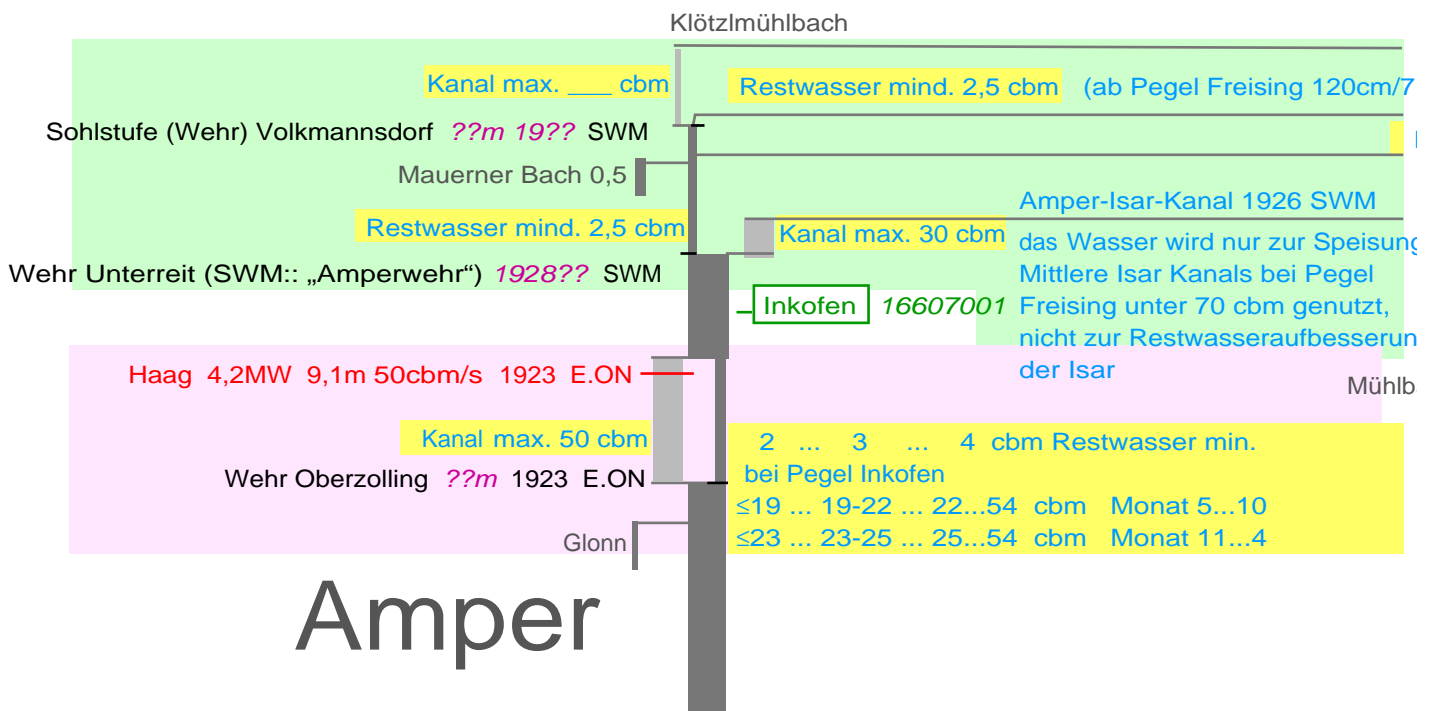 Klötzlmühlbach
Kanal max. ___ cbm
Restwasser mind. 2,5 cbm (ab Pegel Freising 120cm/7
Sohlstufe (Wehr) Volkmannsdorf ??m 19?? SWM
Mauerner Bach 0,5
Amper-Isar-Kanal 1926 SWM
Restwasser mind. 2,5 cbm
Kanal max. 30 cbm
das Wasser wird nur zur Speisung
Mittlere Isar Kanals bei Pegel
Freising unter 70 cbm genutzt,
nicht zur Restwasseraufbesserun
der Isar
Wehr Unterreit (SWM:: „Amperwehr“) 1928?? SWM
Inkofen 16607001
Haag 4,2MW 9,1m 50cbm/s 1923 E.ON
Mühlb
Kanal max. 50 cbm
2 ... 3 ... 4 cbm Restwasser min.
bei Pegel Inkofen
≤19 ... 19-22 ... 22...54 cbm Monat 5...10
≤23 ... 23-25 ... 25...54 cbm Monat 11...4
Wehr Oberzolling ??m 1923 E.ON
Glonn
Amper